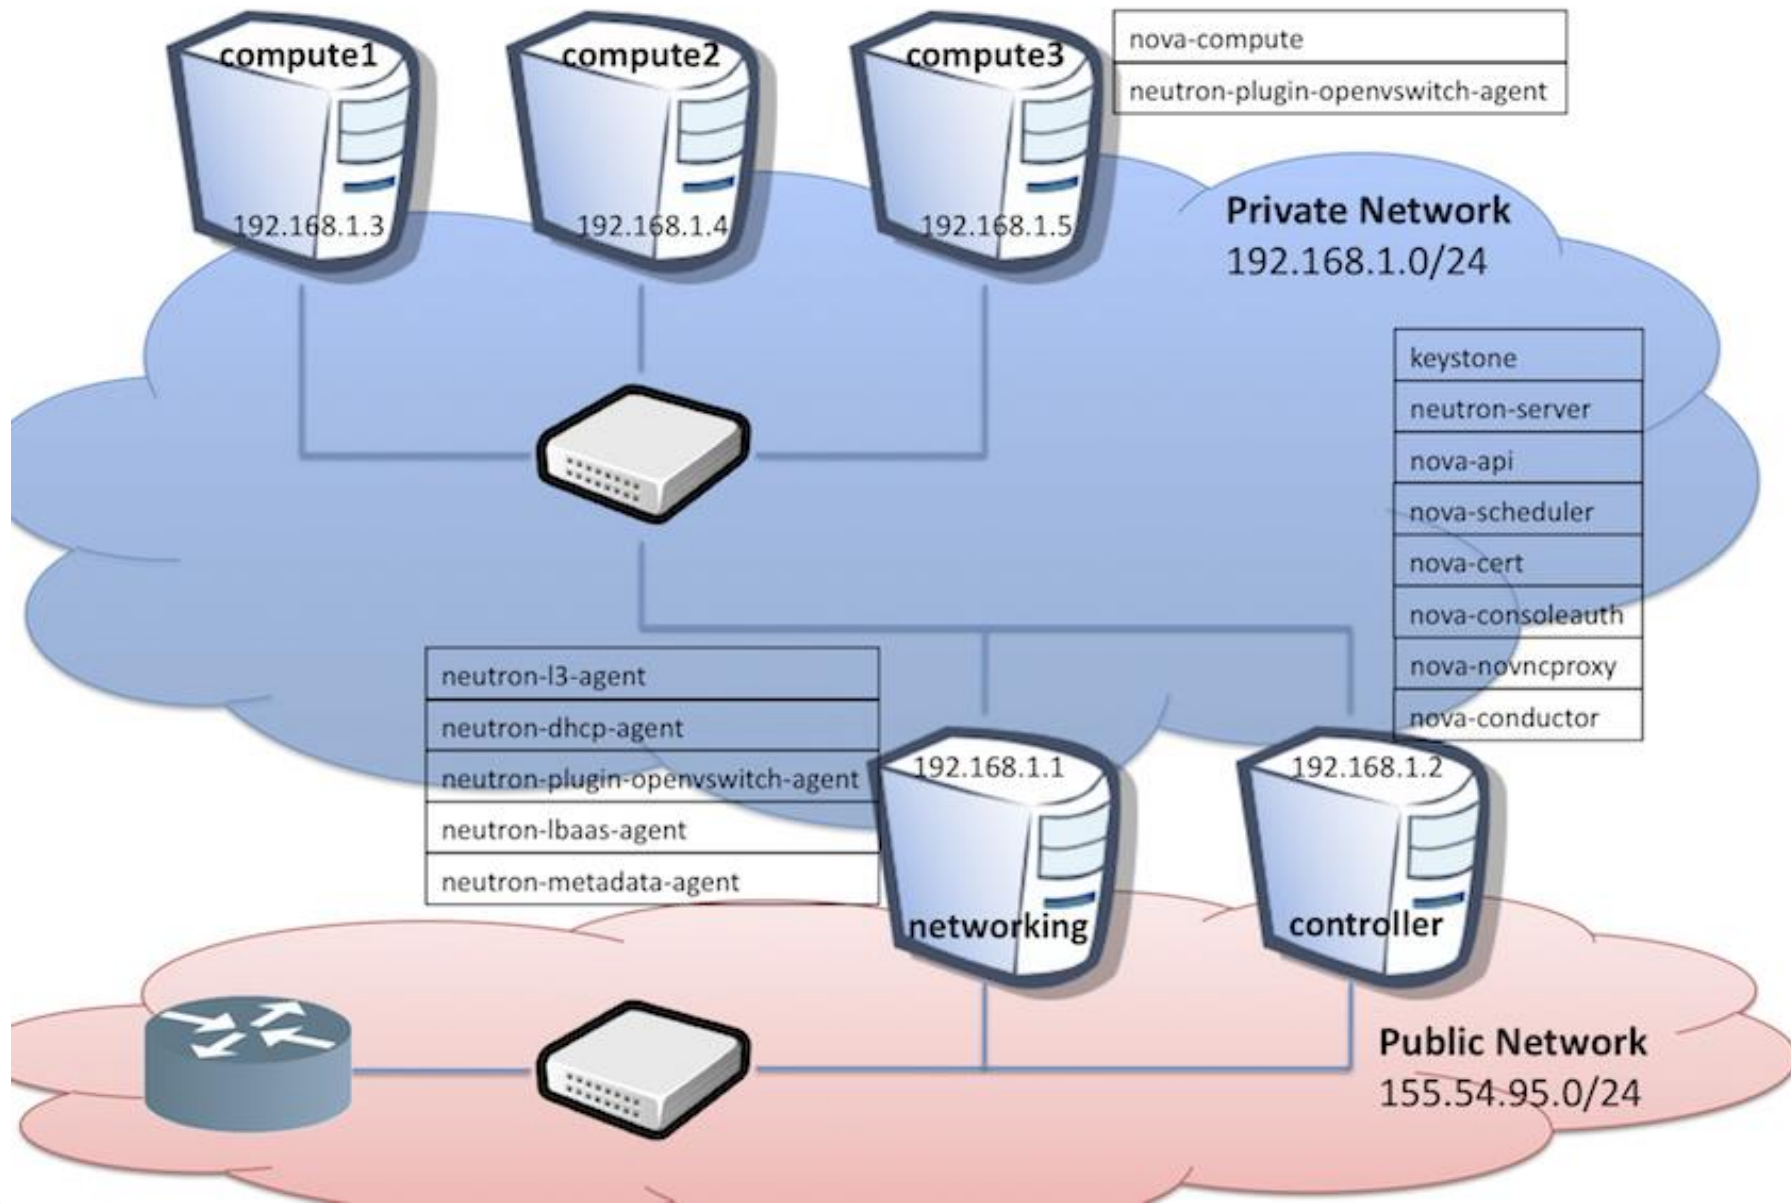 compute1
compute2
compute3
nova-compute
neutron-plugin-openvswitch-agent
192.168.1.3
192.168.1.4
192.168.1.5
Private Network
192.168.1.0/24
keystone
neutron-server
nova-api
nova-scheduler
nova-cert
nova-consoleauth
nova-novncproxy
nova-conductor
neutron-l3-agent
neutron-dhcp-agent
neutron-plugin-openvswitch-agent
neutron-lbaas-agent
neutron-metadata-agent
192.168.1.1
networking
192.168.1.2
controller
Public Network
155.54.95.0/24